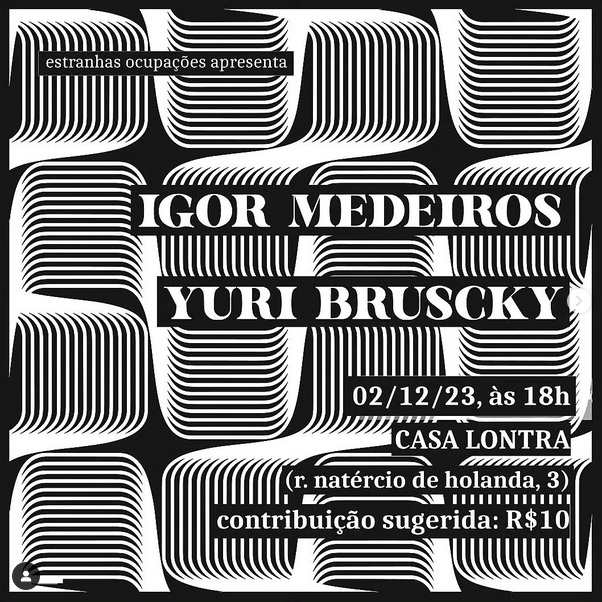 estranhas ocupações apresenta
IGOR MEDEIROS
YURI BRUSCKY
02/12/23, às 18h
CASA LONTRA
(r. natércio de holanda, 3)
contribuição sugerida: R$10